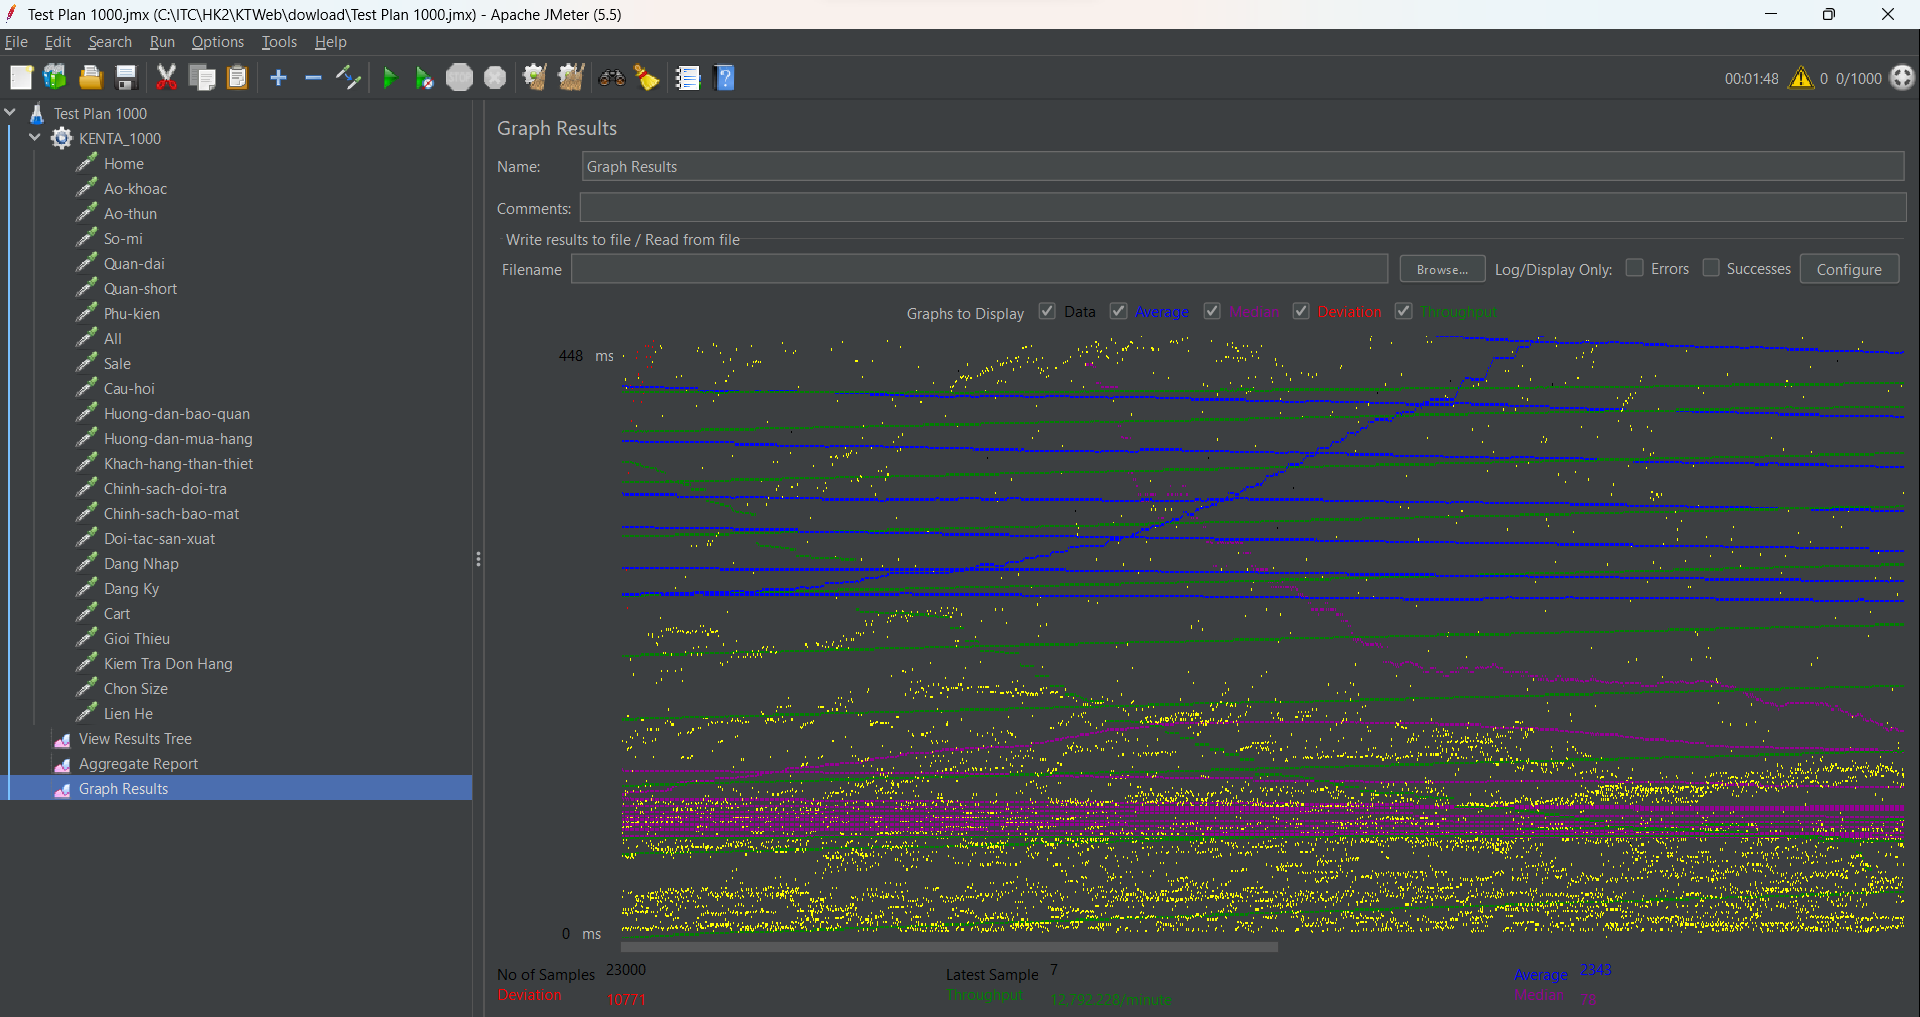 Test Plan 1000.jmx (C:\ITC\HK2\KTWeb\dowload\Test Plan 1000.jmx) - Apache JMeter (5.5)
File Edit Search Run Options Tools Help
STOP
00:01:48 0 0/1000
Test Plan 1000
KENTA_1000
Home
Ao-khoac
Ao-thun
So-mi
Quan-dai
Quan-short
Phu-kien
All
Sale
Cau-hoi
Huong-dan-bao-quan
Huong-dan-mua-hang
Khach-hang-than-thiet
Chinh-sach-doi-tra
Chinh-sach-bao-mat
Doi-tac-san-xuat
Dang Nhap
Dang Ky
Cart
Gioi Thieu
Kiem Tra Don Hang
Chon Size
Lien He
View Results Tree
Aggregate Report
Graph Results
Graph Results
Name: Graph Results
Comments:
Write results to file / Read from file
Filename Browse... Log/Display Only: Errors Successes Configure
Graphs to Display Data Average Median Deviation Throughput
448 ms
0 ms
No of Samples 23000 Latest Sample 7 Average 2343
Deviation 10771 Throughput 12,792.228/minute Median 78